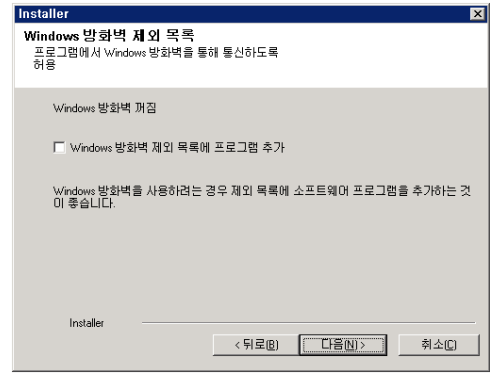 Installer
Windows 방화벽 제외 목록
프로그램에서 Windows 방화벽을 통해 통신하도록
허용
Windows 방화벽 꺼짐
Windows 방화벽 제외 목록에 프로그램 추가
Windows 방화벽을 사용하려는 경우 제외 목록에 소프트웨어 프로그램을 추가하는 것
이 좋습니다.
Installer
< 뒤로(B) 다음(N) > 취소(C)